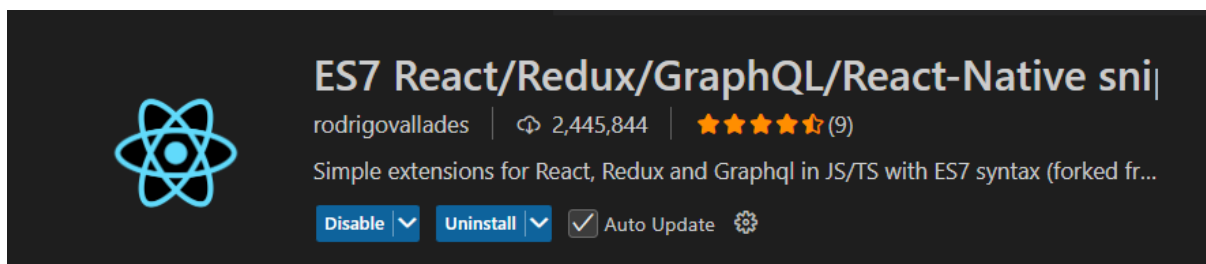 ES7 React/Redux/GraphQL/React-Native sni
rodrigovallades 2,445,844 (9)
Simple extensions for React, Redux and Graphql in JS/TS with ES7 syntax (forked fr...
Disable Uninstall Auto Update